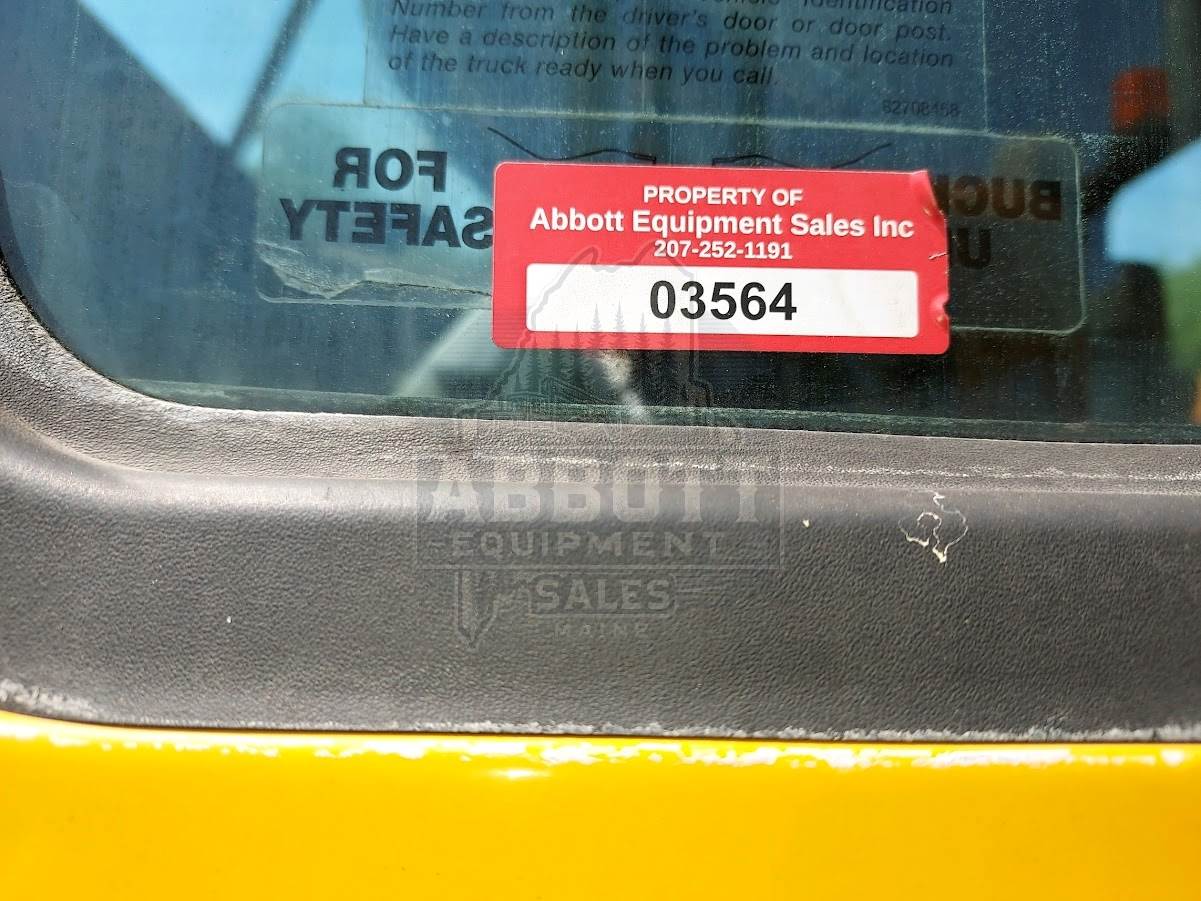 Number from the driver's door or door post.
Have a description of the problem and location
of the truck ready when you call.
82708468
FOR
SAFETY
BUC
U
PROPERTY OF
Abbott Equipment Sales Inc
207-252-1191
03564
ABBOTT
EQUIPMENT
SALES
MAINE